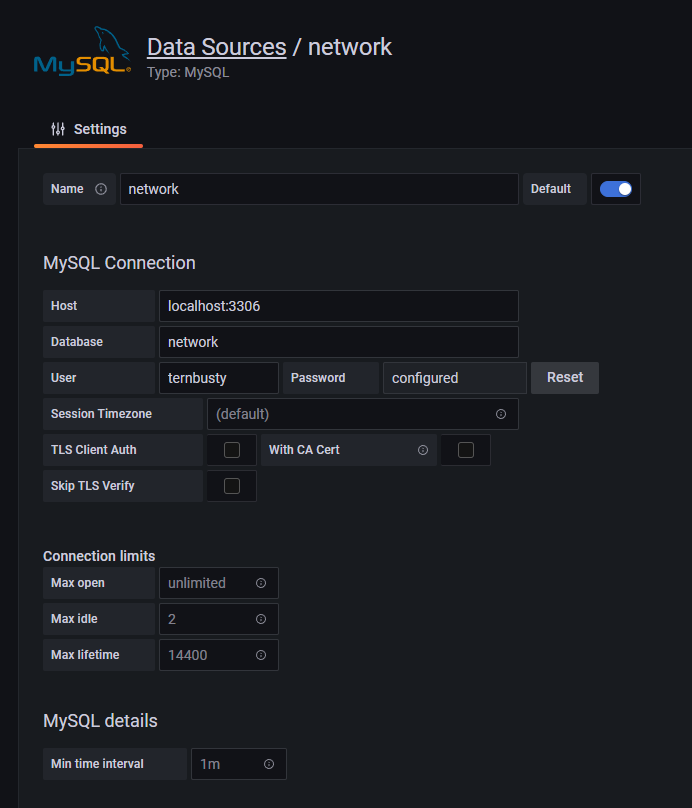 MySQL®
Data Sources / network
Type: MySQL
Settings
Name network Default
MySQL Connection
Host localhost:3306
Database network
User ternbusty Password configured Reset
Session Timezone (default)
TLS Client Auth With CA Cert
Skip TLS Verify
Connection limits
Max open unlimited
Max idle 2
Max lifetime 14400
MySQL details
Min time interval 1m